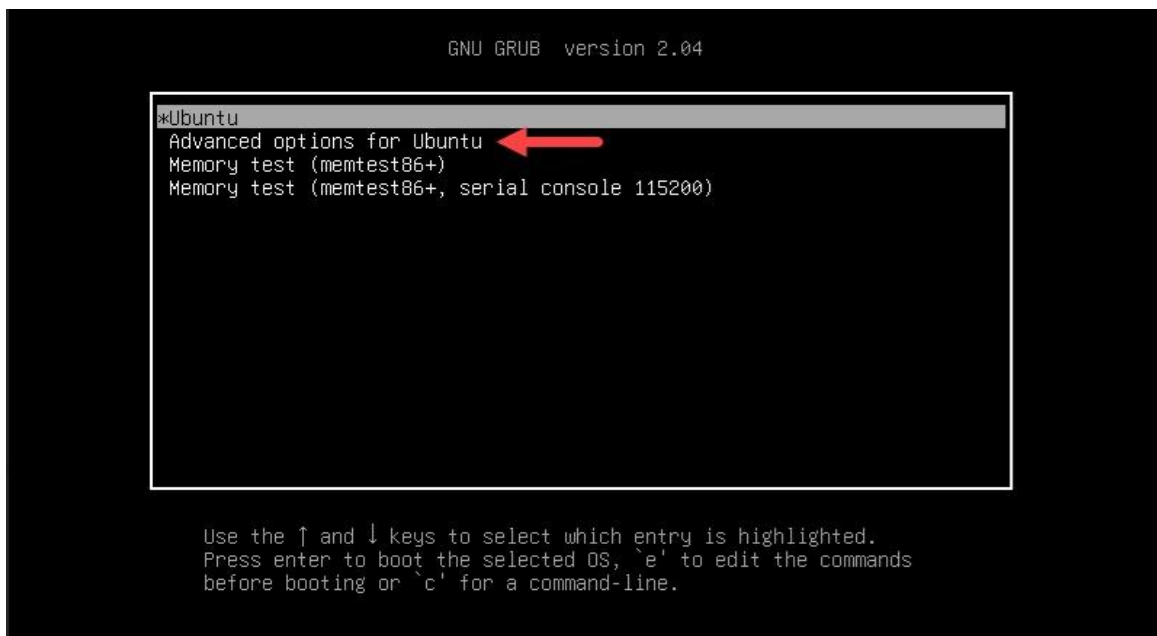 GNU GRUB version 2.04
*Ubuntu
Advanced options for Ubuntu
Memory test (memtest86+)
Memory test (memtest86+, serial console 115200)
Use the ↑ and ↓ keys to select which entry is highlighted.
Press enter to boot the selected OS, `e' to edit the commands
before booting or `c' for a command-line.